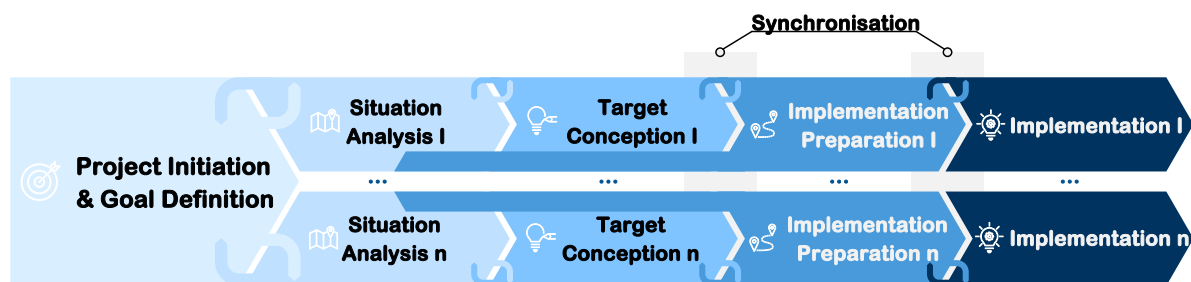 Synchronisation
Situation
Analysis I
Target
Conception I
Implementation
Preparation I
Implementation I
Project Initiation
& Goal Definition
...
...
...
...
Situation
Analysis n
Target
Conception n
Implementation
Preparation n
Implementation n